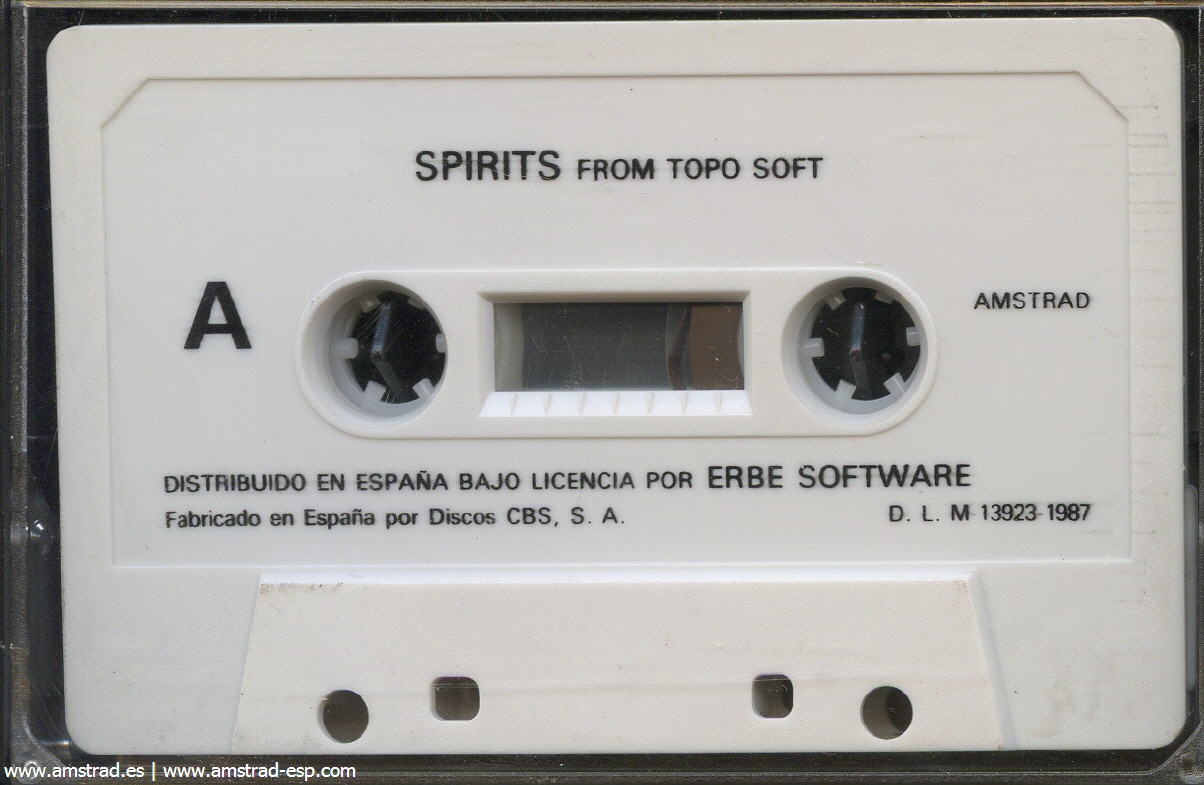 SPIRITS FROM TOPO SOFT
A
AMSTRAD
DISTRIBUIDO EN ESPAÑA BAJO LICENCIA POR ERBE SOFTWARE
Fabricado en España por Discos CBS, S. A.
D. L. M-13923-1987
www.amstrad.es | www.amstrad-esp.com